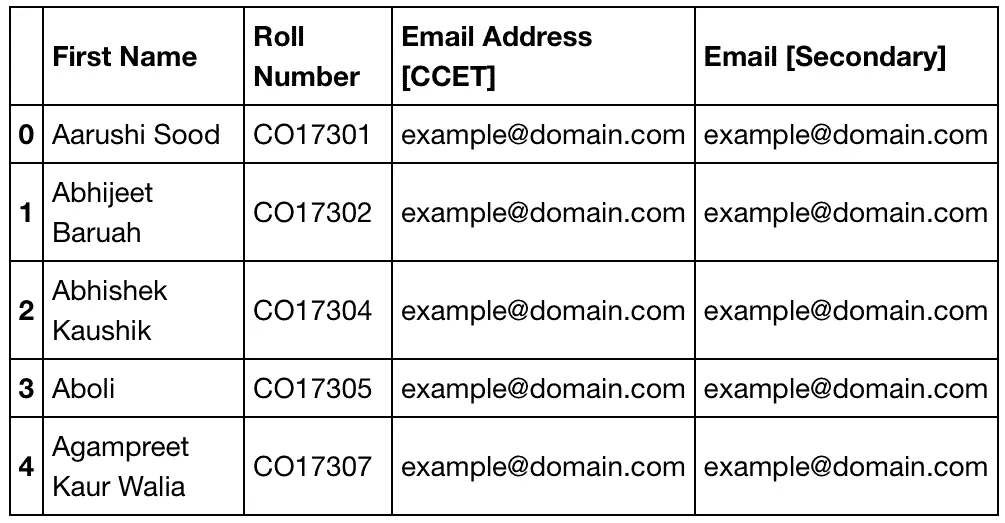 First Name Roll Number Email Address [CCET] Email [Secondary]
0 Aarushi Sood CO17301 example@domain.com example@domain.com
1 Abhijeet Baruah CO17302 example@domain.com example@domain.com
2 Abhishek Kaushik CO17304 example@domain.com example@domain.com
3 Aboli CO17305 example@domain.com example@domain.com
4 Agampreet Kaur Walia CO17307 example@domain.com example@domain.com